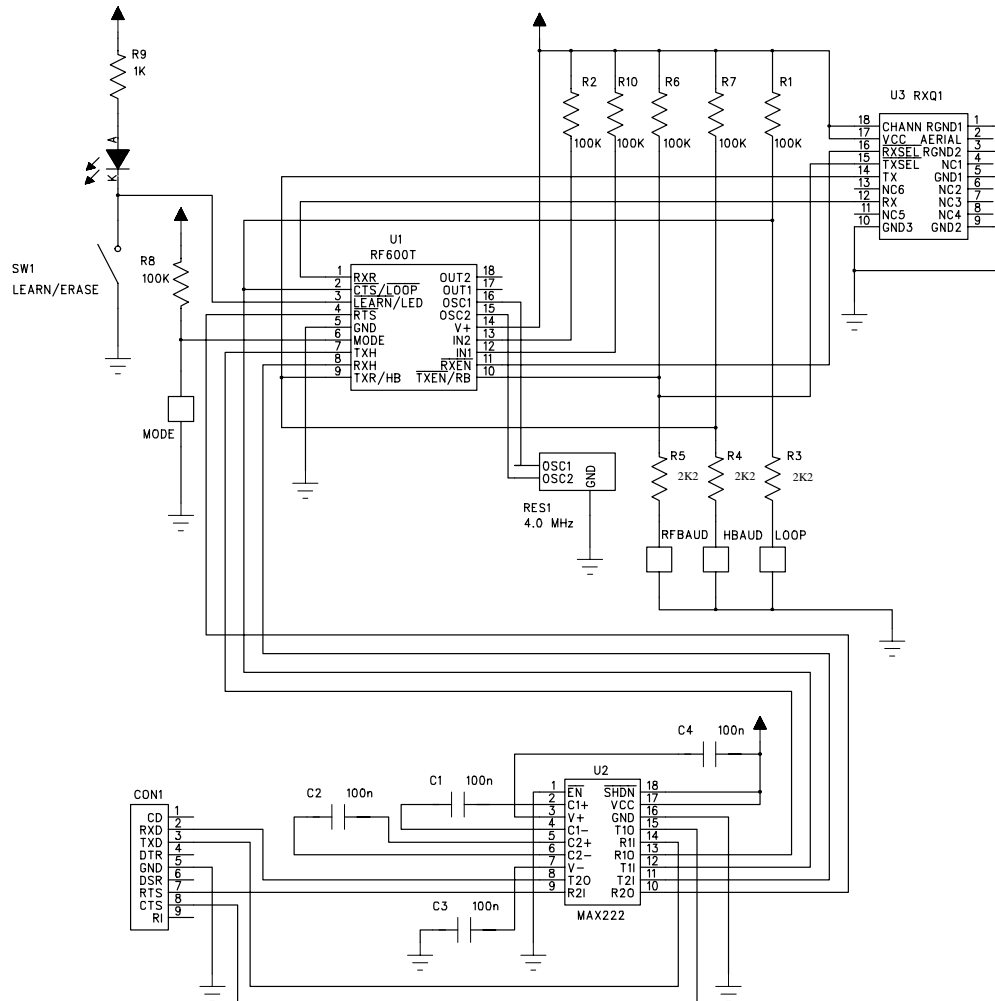 R9
1K
A
K
SW1
LEARN/ERASE
R8
100K
MODE
R2
100K
R10
100K
R6
100K
R7
100K
R1
100K
U3 RXQ1
18 CHANN RGND1 1
17 VCC AERIAL 2
16 RXSEL RGND2 3
15 TXSEL NC1 4
14 TX GND1 5
13 NC6 NC2 6
12 RX NC3 7
11 NC5 NC4 8
10 GND3 GND2 9
U1
RF600T
1 RXR OUT2 18
2 CTS/LOOP OUT1 17
3 LEARN/LED OSC1 16
4 RTS OSC2 15
5 GND V+ 14
6 MODE IN2 13
7 TXH IN1 12
8 RXH RXEN 11
9 TXR/HB TXEN/RB 10
OSC1
OSC2
GND
RES1
4.0 MHz
R5
2K2
R4
2K2
R3
2K2
RFBAUD HBAUD LOOP
C4 100n
C1 100n
C2 100n
C3 100n
U2
1 EN SHDN 18
2 C1+ VCC 17
3 V+ GND 16
4 C1- T1O 15
5 C2+ R1I 14
6 C2- R1O 13
7 V- T1I 12
8 T2O T2I 11
9 R2I R2O 10
MAX222
CON1
CD 1
RXD 2
TXD 3
DTR 4
GND 5
DSR 6
RTS 7
CTS 8
RI 9